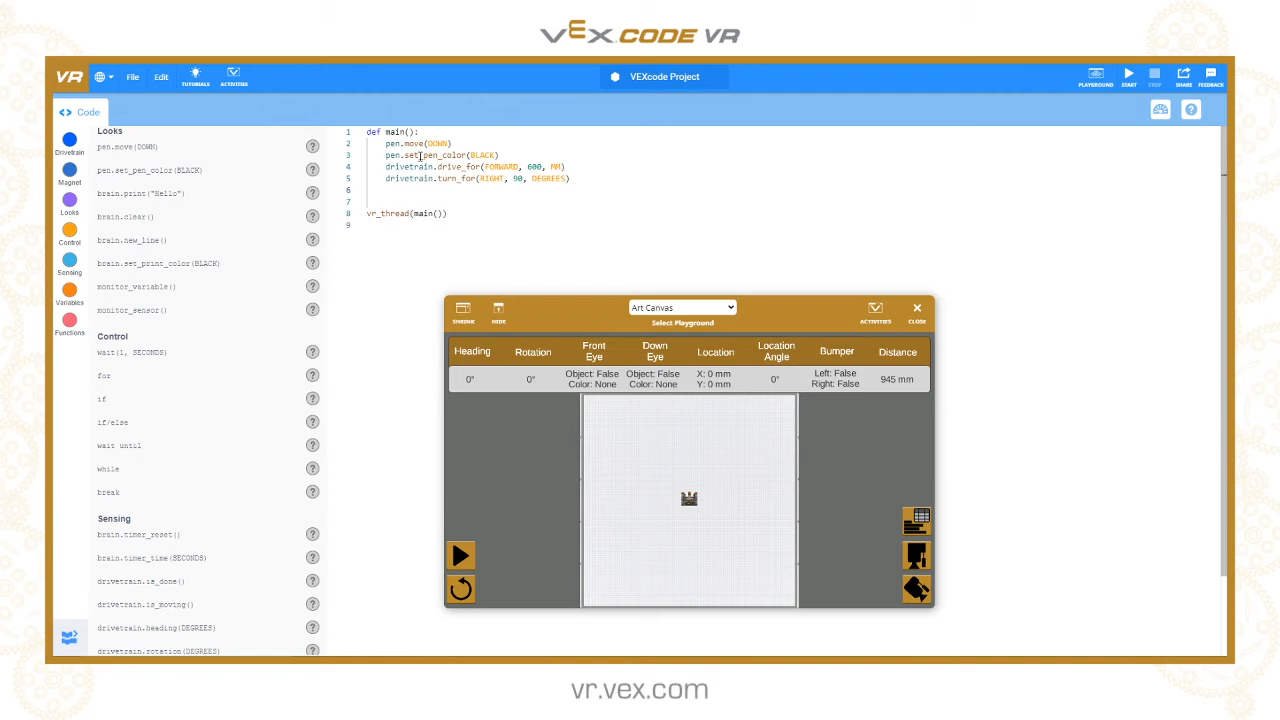 VEX CODE VR
VR
File
Edit
TUTORIALS
ACTIVITIES
VEXcode Project
PLAYGROUND
START
STOP
SHARE
FEEDBACK
<> Code
?
Drivetrain
Magnet
Looks
Control
Sensing
Variables
Functions
Looks
pen.move(DOWN) ?
pen.set_pen_color(BLACK) ?
brain.print("Hello") ?
brain.clear() ?
brain.new_line() ?
brain.set_print_color(BLACK) ?
monitor_variable() ?
monitor_sensor() ?
Control
wait(1, SECONDS) ?
for ?
if ?
if/else ?
wait until ?
while ?
break ?
Sensing
brain.timer_reset() ?
brain.timer_time(SECONDS) ?
drivetrain.is_done() ?
drivetrain.is_moving() ?
drivetrain.heading(DEGREES) ?
drivetrain.rotation(DEGREES) ?
1 def main():
2 pen.move(DOWN)
3 pen.set_pen_color(BLACK)
4 drivetrain.drive_for(FORWARD, 600, MM)
5 drivetrain.turn_for(RIGHT, 90, DEGREES)
6
7
8 vr_thread(main())
9
SHRINK
HIDE
Art Canvas
Select Playground
ACTIVITIES
CLOSE
Heading
Rotation
Front
Eye
Down
Eye
Location
Location
Angle
Bumper
Distance
0°
0°
Object: False
Color: None
Object: False
Color: None
X: 0 mm
Y: 0 mm
0°
Left: False
Right: False
945 mm
vr.vex.com